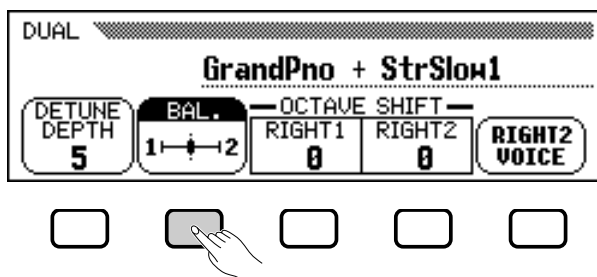 DUAL
GrandPno + StrSlow1
DETUNE DEPTH 5
BAL. 1 2
OCTAVE SHIFT
RIGHT1 0
RIGHT2 0
RIGHT2 VOICE